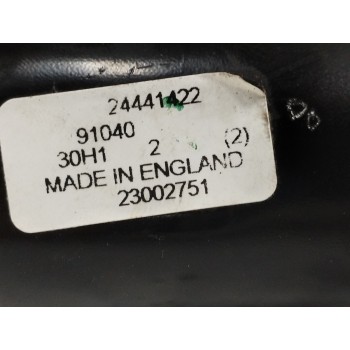 24441422
91040
30H1 2 (2)
MADE IN ENGLAND
23002751